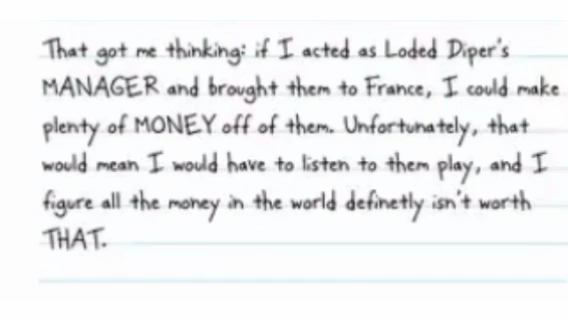 That got me thinking: if I acted as Loded Diper's
MANAGER and brought them to France, I could make
plenty of MONEY off of them. Unfortunately, that
would mean I would have to listen to them play, and I
figure all the money in the world definetly isn't worth
THAT.